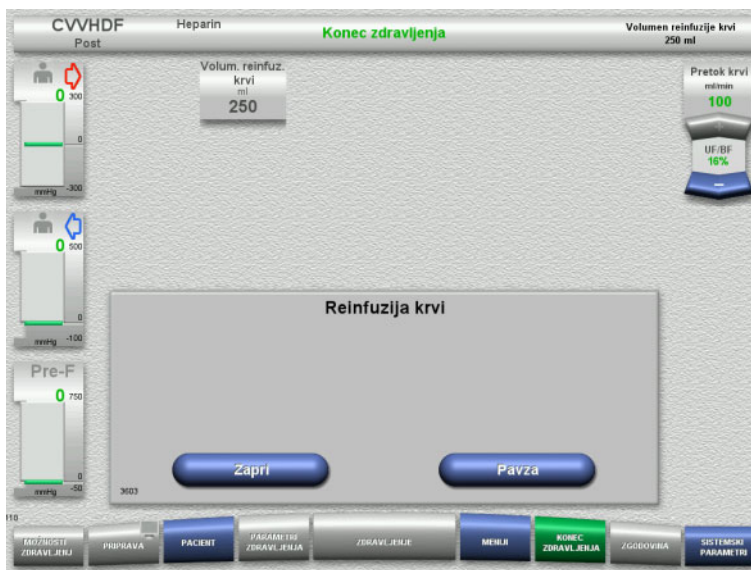 CVVHDF
Post
Heparin
Konec zdravljenja
Volumen reinfuzije krvi
250 ml
0
300
0
mmHg
-300
Volum. reinfuz.
krvi
ml
250
Pretok krvi
ml/min
100
+
UF/BF
16%
−
0
500
0
mmHg
-100
Pre-F
0
750
0
mmHg
-50
Reinfuzija krvi
Zapri
Pavza
3603
110
MOŽNOSTI
ZDRAVLJENJ
PRIPRAVA
PACIENT
PARAMETRI
ZDRAVLJENJA
ZDRAVLJENJE
MENIJI
KONEC
ZDRAVLJENJA
ZGODOVINA
SISTEMSKI
PARAMETRI